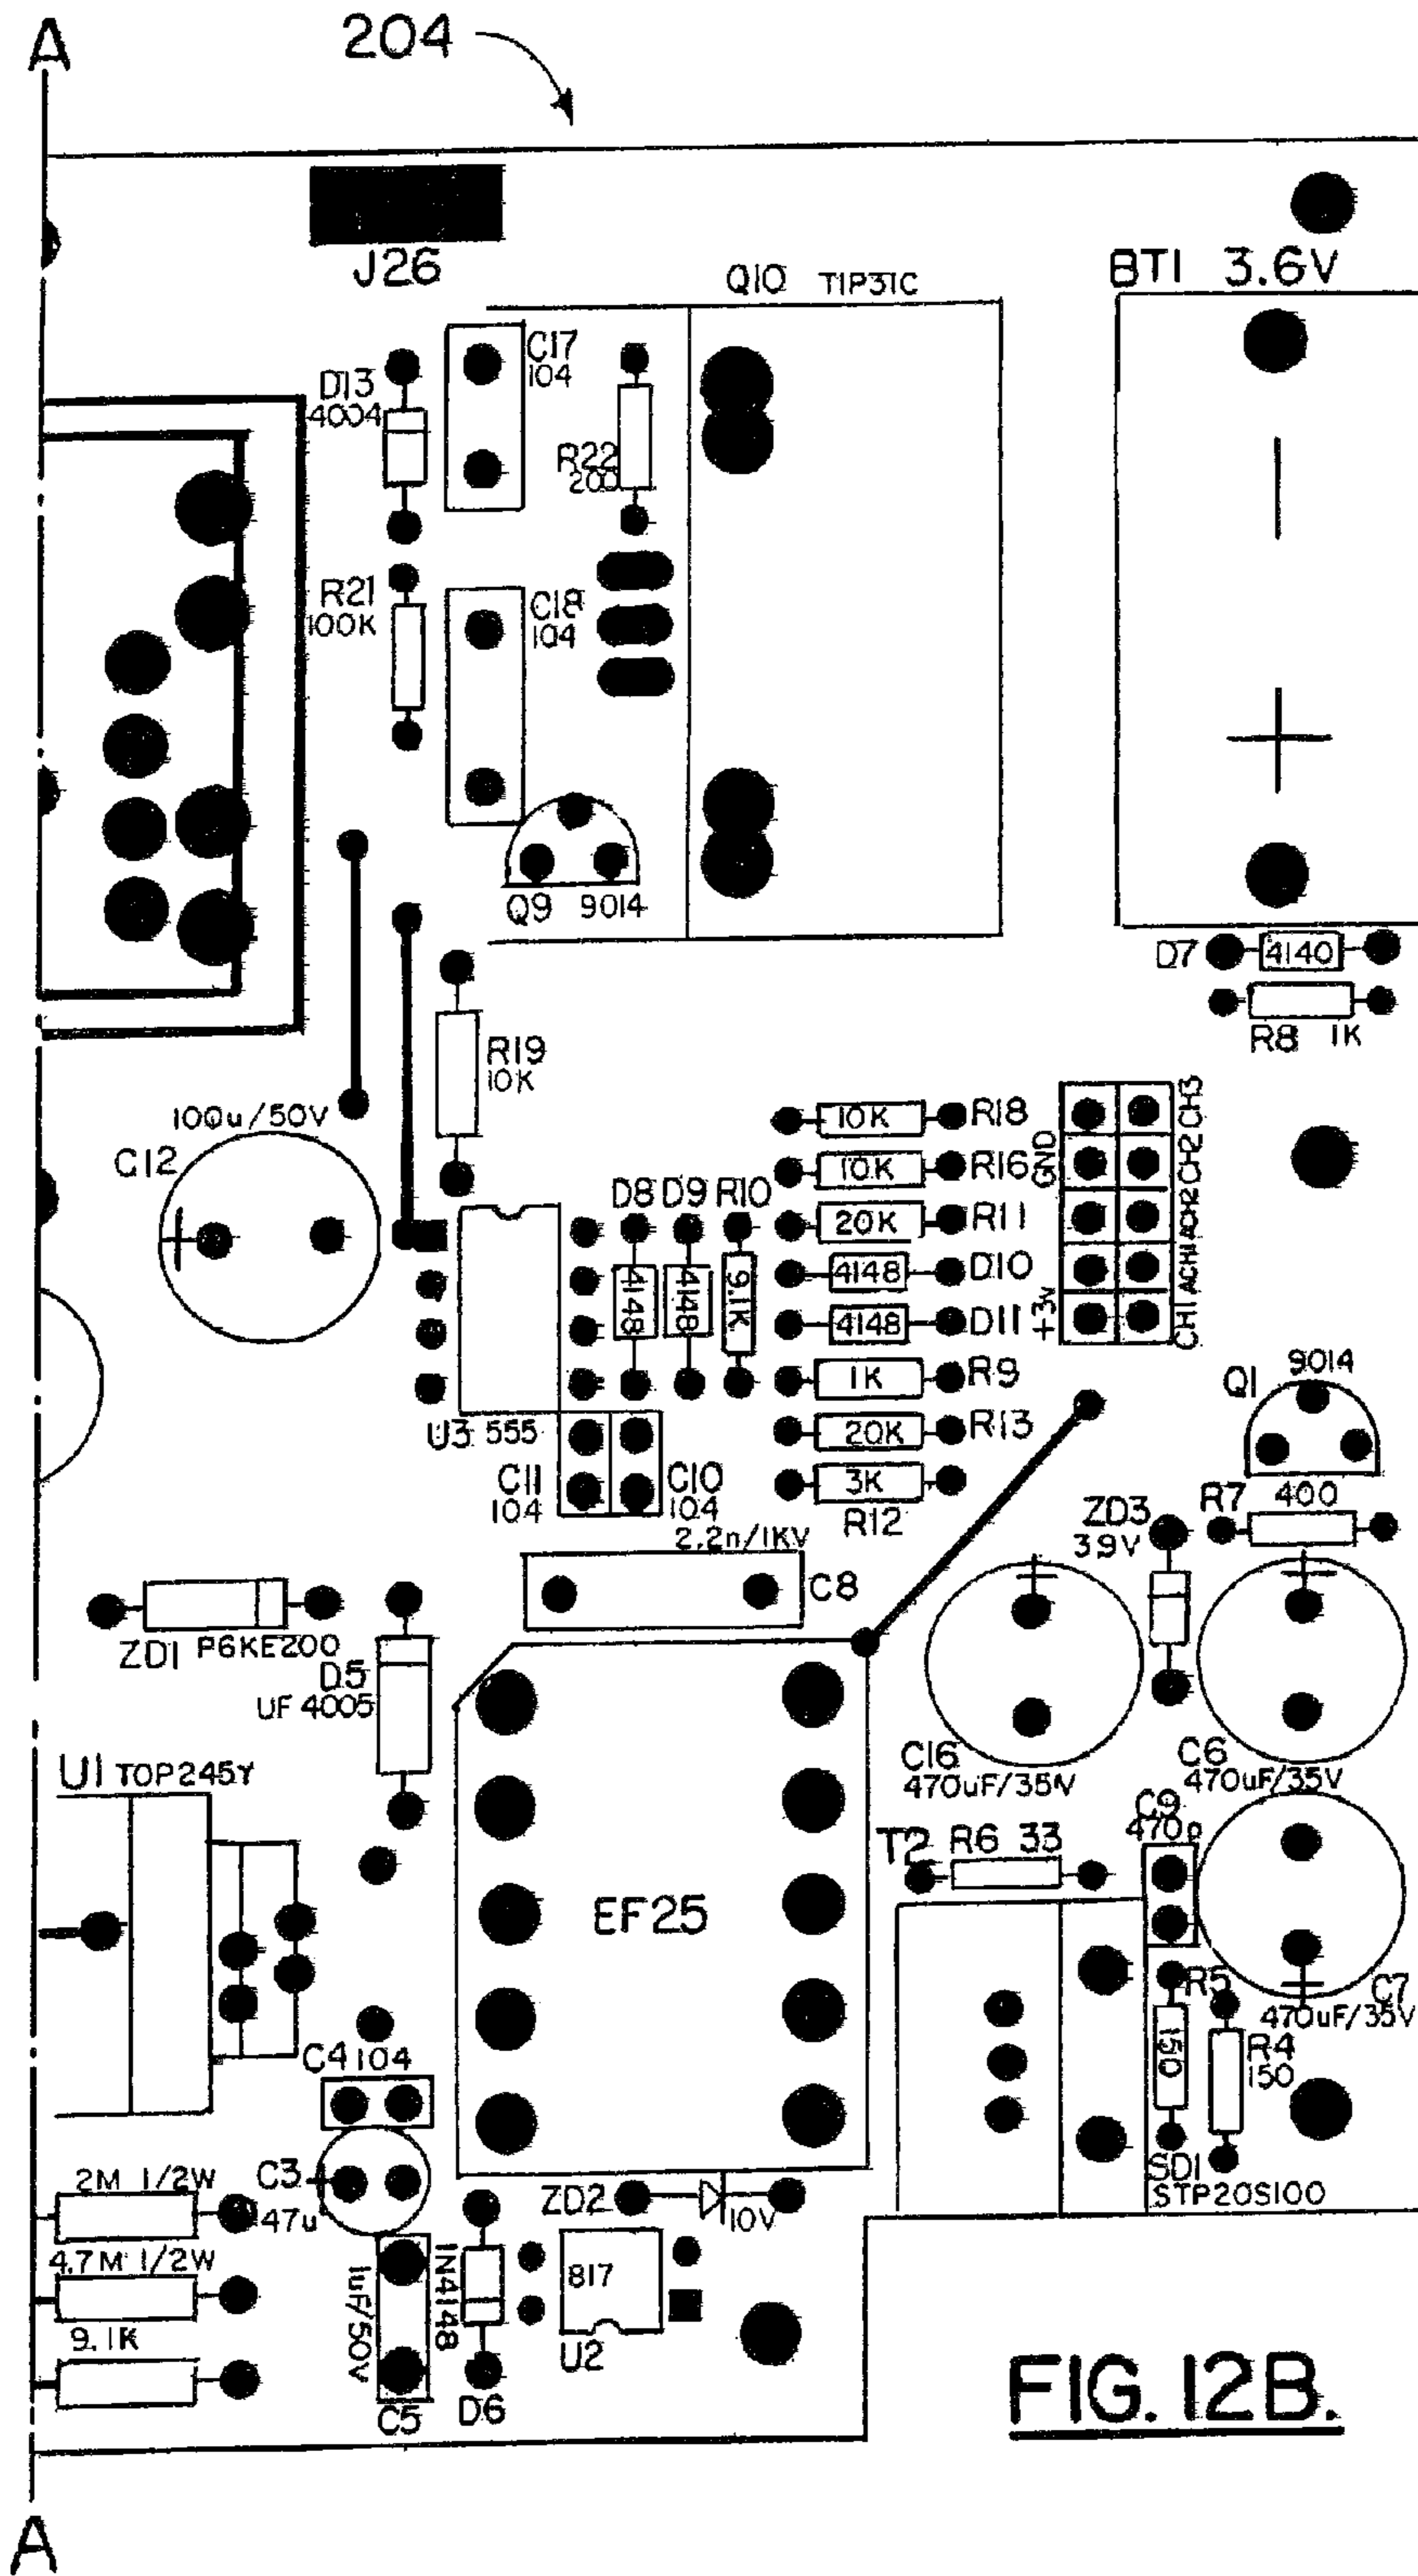 A
204
J26
Q10 TIP31C
BT1 3.6V
C17
104
D13
4004
R22
200
R21
100K
C18
104
Q9 9014
D7 4140
R8 1K
R19
10K
100u/50V
C12
10K R18
10K R16
20K R11
4148 D10
4148 D11
1K R9
20K R13
3K
R12
GND
+3v
CH3
CH2
ACH2
ACH1
CH1
D8 D9 R10
4148
4148
9.1K
U3 555
C11
104
C10
104
Q1 9014
R7 400
ZD3
39V
2.2n/1KV
C8
ZD1 P6KE200
D5
UF 4005
C16
470uF/35V
C6
470uF/35V
U1 TOP245Y
EF25
T2 R6 33
C9
470p
C7
470uF/35V
R5
150
R4
150
SD1
STP20S100
C4 104
C3
47u
2M 1/2W
4.7M 1/2W
9.1K
1uF/50V
C5
1N4148
D6
ZD2 10V
817
U2
FIG. 12B.
A